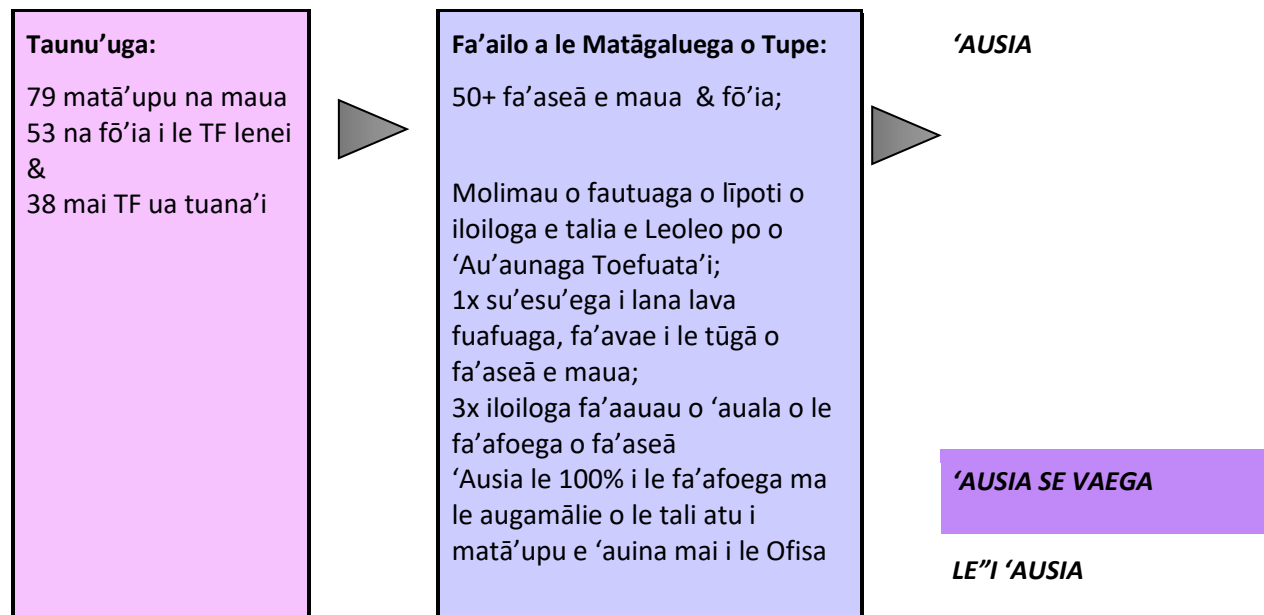 Taunu’uga:
79 matā’upu na maua
53 na fō’ia i le TF lenei
&
38 mai TF ua tuana’i
Fa’ailo a le Matāgaluega o Tupe:
50+ fa’aseā e maua & fō’ia;
Molimau o fautuaga o līpoti o
iloiloga e talia e Leoleo po o
‘Au’aunaga Toefuata’i;
1x su’esu’ega i lana lava
fuafuaga, fa’avae i le tūgā o
fa’aseā e maua;
3x iloiloga fa’aauau o ‘auala o le
fa’afoega o fa’aseā
‘Ausia le 100% i le fa’afoega ma
le augamālie o le tali atu i
matā’upu e ‘auina mai i le Ofisa
‘AUSIA
‘AUSIA SE VAEGA
LE”I ‘AUSIA